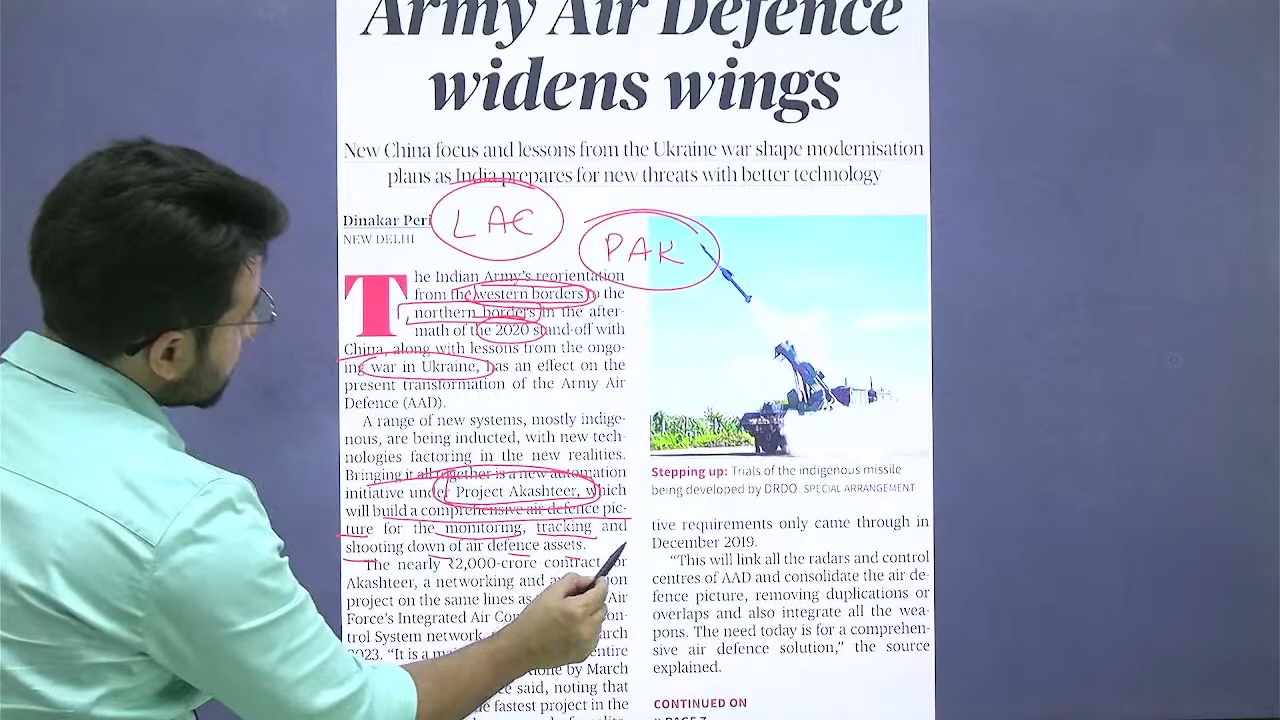 Army Air Defence
widens wings
New China focus and lessons from the Ukraine war shape modernisation
plans as India prepares for new threats with better technology
Dinakar Peri
NEW DELHI
LAC
PAK
The Indian Army's reorientation
from the western borders to the
northern borders in the after-
math of the 2020 stand-off with
China, along with lessons from the ongo-
ing war in Ukraine, has an effect on the
present transformation of the Army Air
Defence (AAD).
A range of new systems, mostly indige-
nous, are being inducted, with new tech-
nologies factoring in the new realities.
Bringing it all together is a new automation
initiative under Project Akashteer, which
will build a comprehensive air defence pic-
ture for the monitoring, tracking and
shooting down of air defence assets.
The nearly ₹2,000-crore contract for
Akashteer, a networking and
project on the same lines as Air
Force's Integrated Air
trol System network, March
2023. "It is a entire
done by March
said, noting that
fastest project in the
Stepping up: Trials of the indigenous missile
being developed by DRDO. SPECIAL ARRANGEMENT
tive requirements only came through in
December 2019.
"This will link all the radars and control
centres of AAD and consolidate the air de-
fence picture, removing duplications or
overlaps and also integrate all the wea-
pons. The need today is for a comprehen-
sive air defence solution," the source
explained.
CONTINUED ON
» PAGE 7